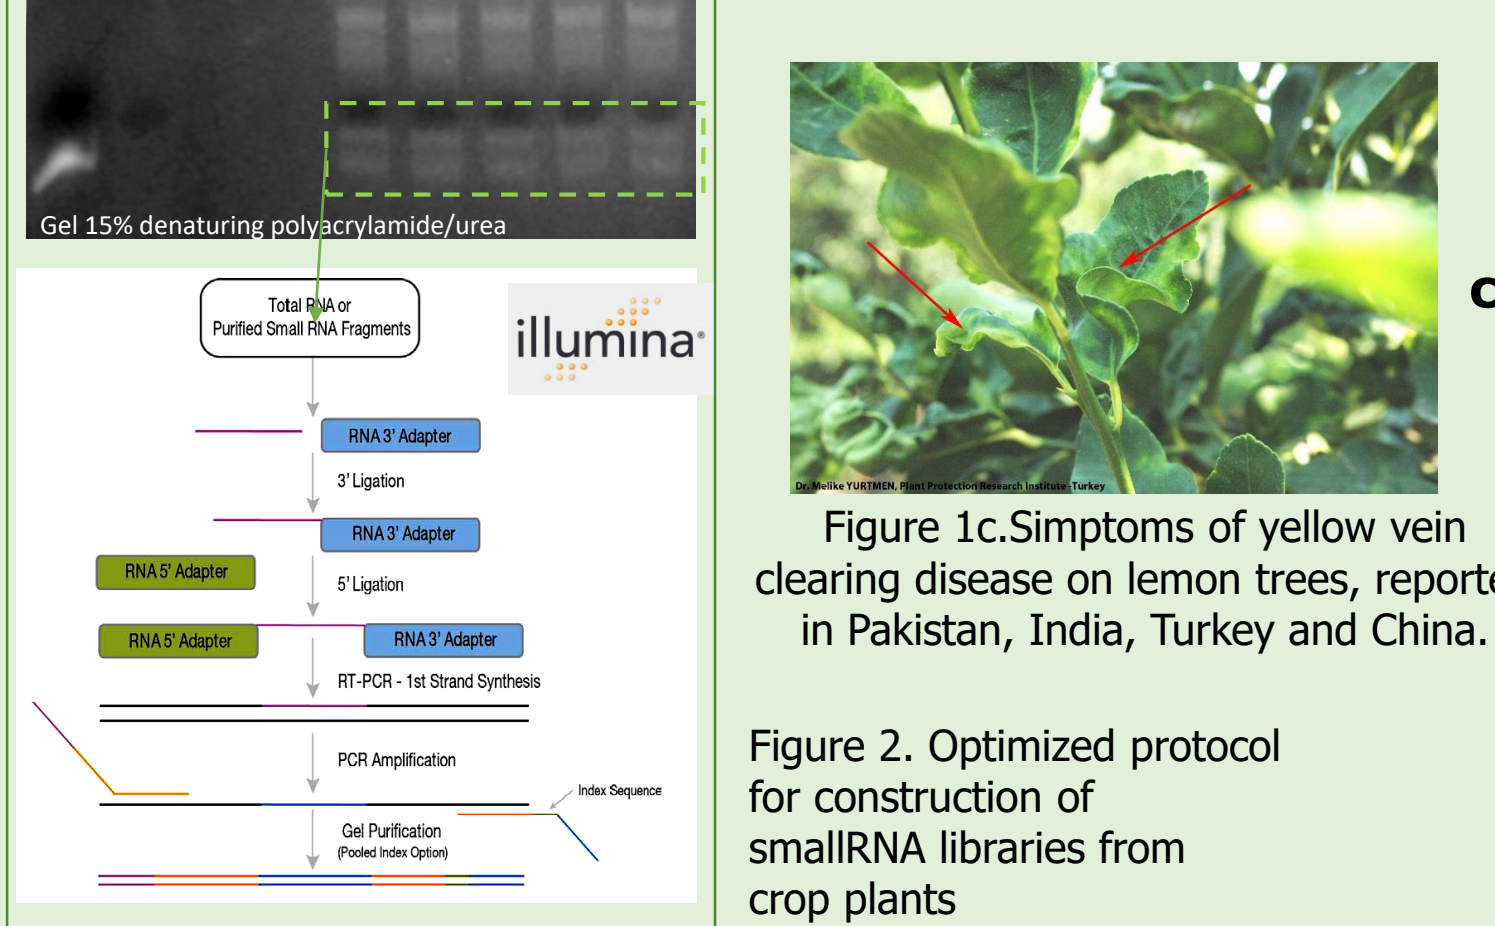 Gel 15% denaturing polyacrylamide/urea
Total RNA or
Purified Small RNA Fragments
illumina®
RNA 3' Adapter
3' Ligation
RNA 3' Adapter
RNA 5' Adapter
5' Ligation
RNA 5' Adapter
RNA 3' Adapter
RT-PCR - 1st Strand Synthesis
PCR Amplification
Index Sequence
Gel Purification
(Pooled Index Option)
Dr. Melike YURTMEN, Plant Protection Research Institute -Turkey
c
Figure 1c.Simptoms of yellow vein
clearing disease on lemon trees, reporte
in Pakistan, India, Turkey and China.
Figure 2. Optimized protocol
for construction of
smallRNA libraries from
crop plants